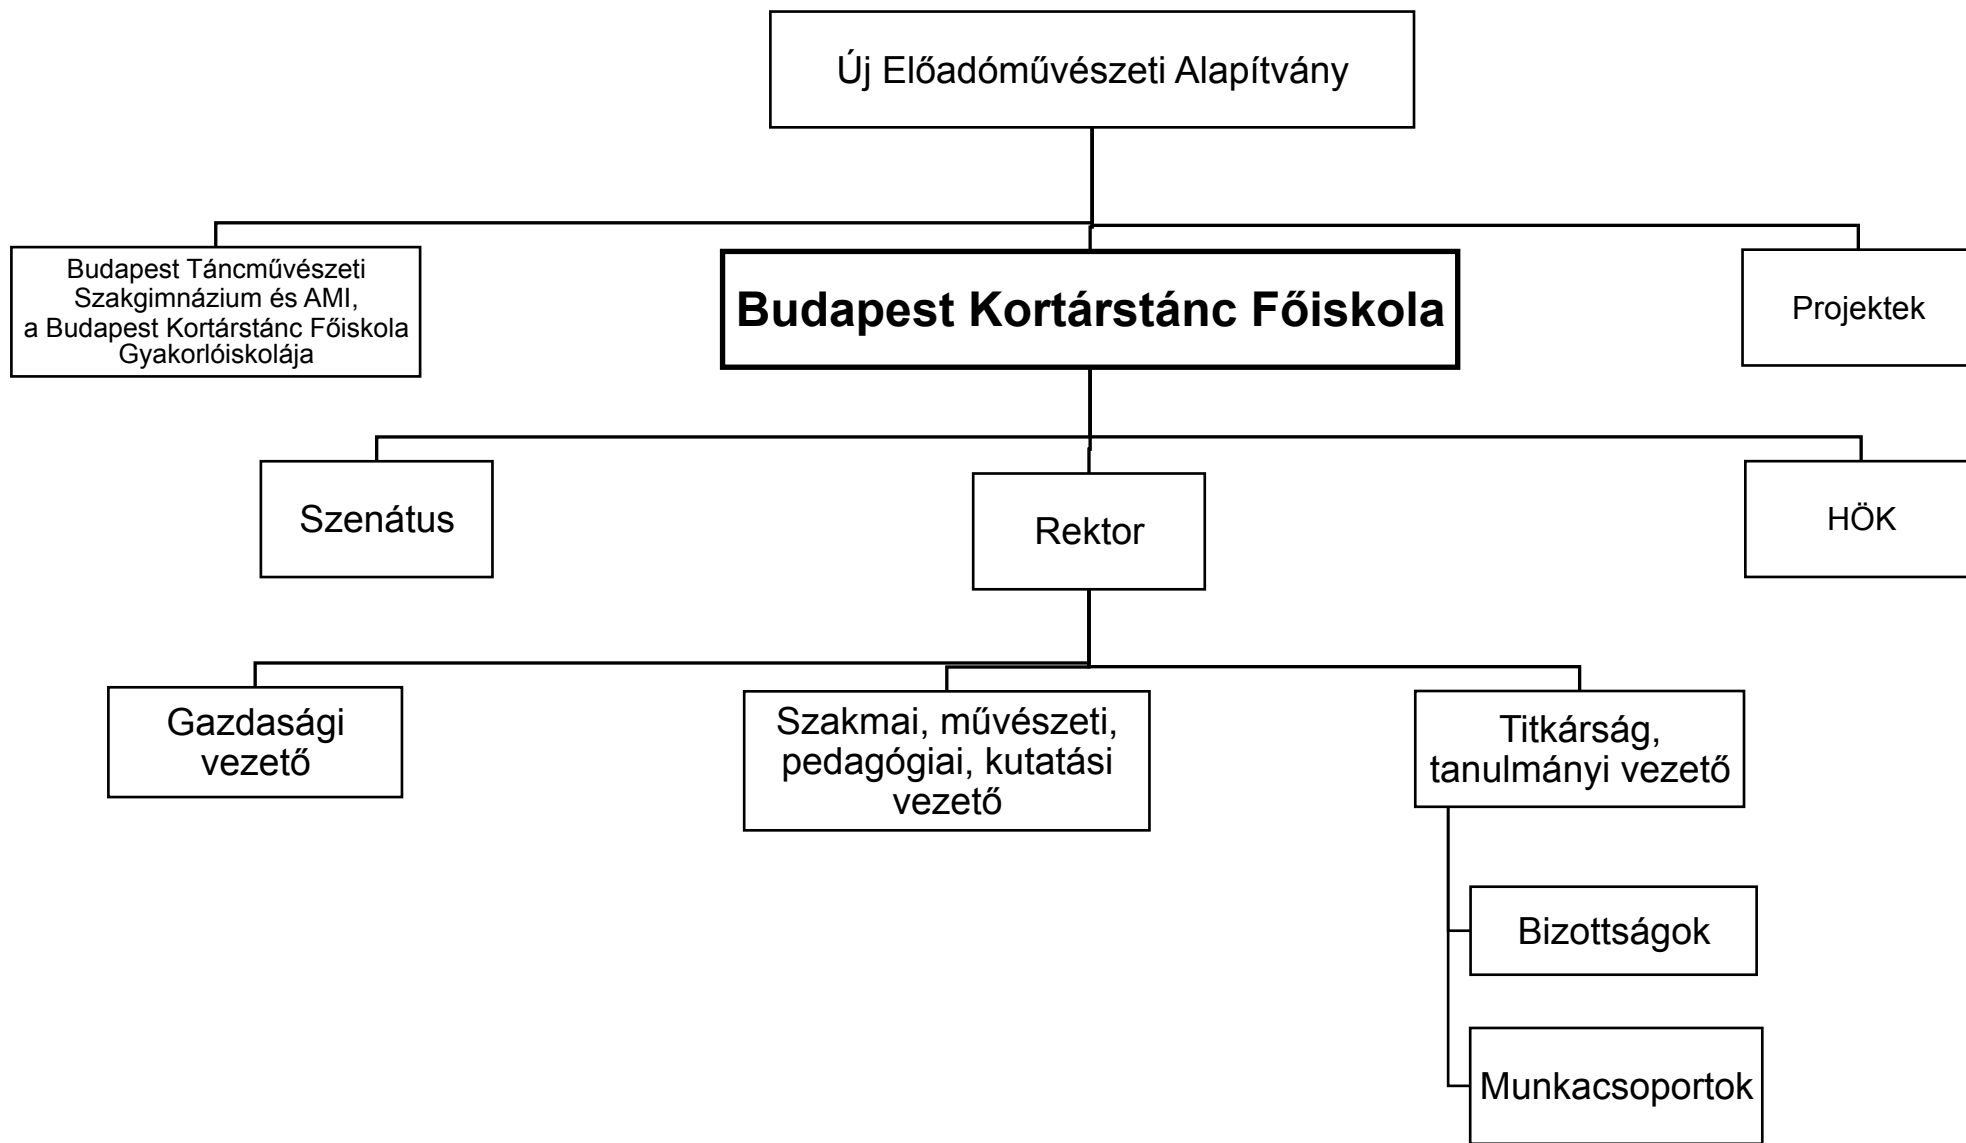 Új Előadóművészeti Alapítvány
Budapest Táncművészeti
Szakgimnázium és AMI,
a Budapest Kortárstánc Főiskola
Gyakorlóiskolája
Budapest Kortárstánc Főiskola
Projektek
Szenátus
Rektor
HÖK
Gazdasági
vezető
Szakmai, művészeti,
pedagógiai, kutatási
vezető
Titkárság,
tanulmányi vezető
Bizottságok
Munkacsoportok